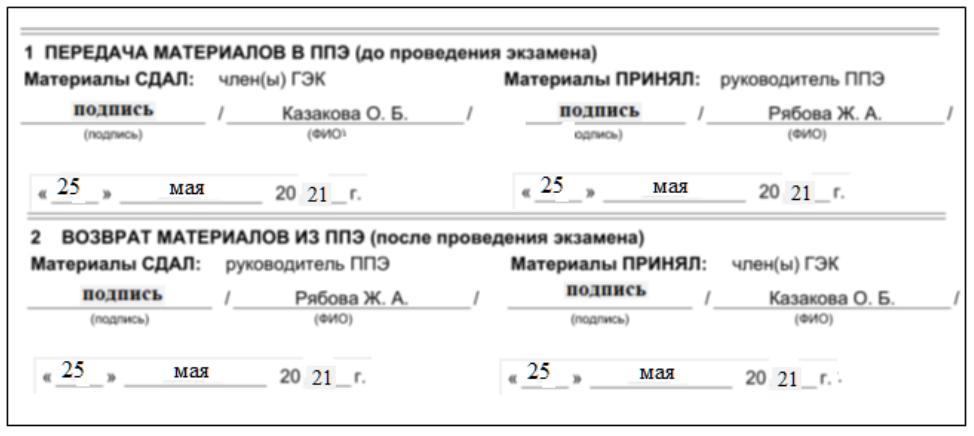 1 ПЕРЕДАЧА МАТЕРИАЛОВ В ППЭ (до проведения экзамена)
Материалы СДАЛ: член(ы) ГЭК Материалы ПРИНЯЛ: руководитель ППЭ
подпись / Казакова О. Б. / подпись / Рябова Ж. А. /
(подпись) (ФИО) одпись) (ФИО)
« 25 » мая 20 21 г. « 25 » мая 20 21 г.
2 ВОЗВРАТ МАТЕРИАЛОВ ИЗ ППЭ (после проведения экзамена)
Материалы СДАЛ: руководитель ППЭ Материалы ПРИНЯЛ: член(ы) ГЭК
подпись / Рябова Ж. А. / подпись / Казакова О. Б. /
(подпись) (ФИО) (подпись) (ФИО)
« 25 » мая 20 21 г. « 25 » мая 20 21 г.